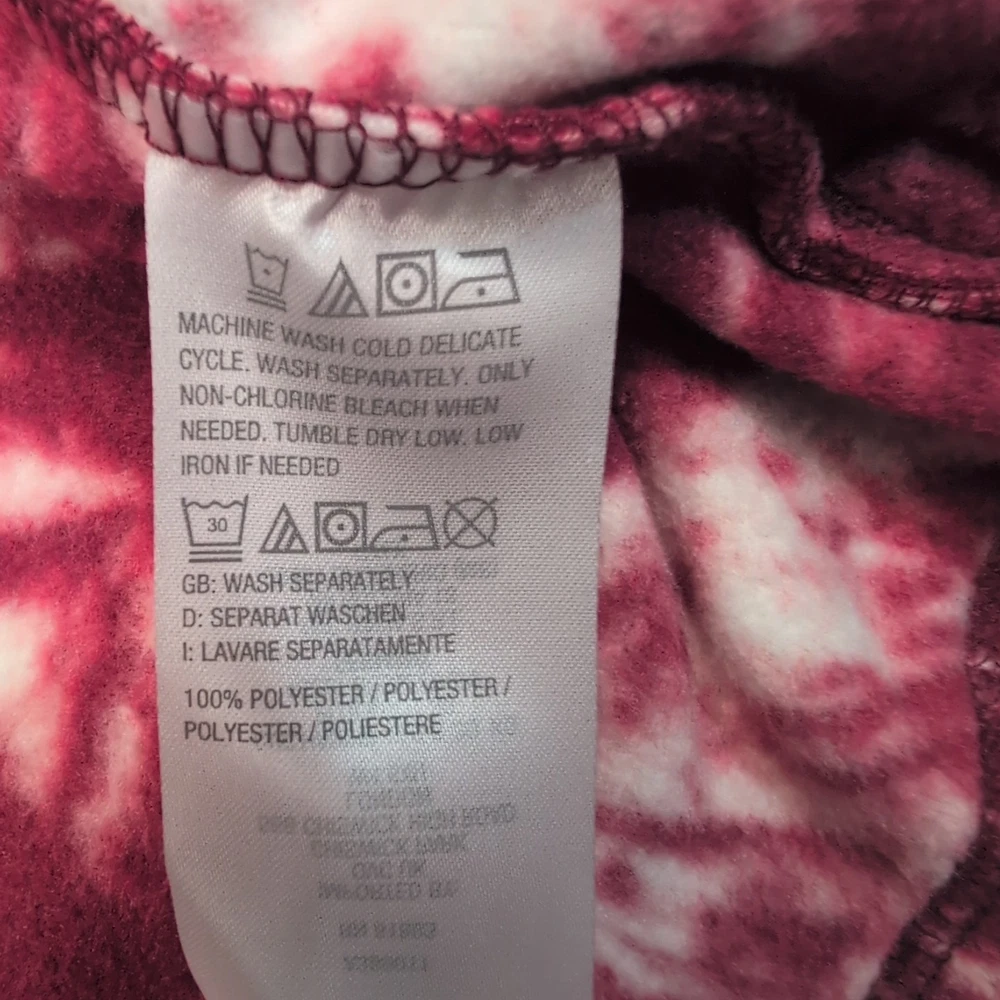 MACHINE WASH COLD DELICATE
CYCLE. WASH SEPARATELY. ONLY
NON-CHLORINE BLEACH WHEN
NEEDED. TUMBLE DRY LOW. LOW
IRON IF NEEDED
30
GB: WASH SEPARATELY
D: SEPARAT WASCHEN
I: LAVARE SEPARATAMENTE
100% POLYESTER / POLYESTER /
POLYESTER / POLIESTERE